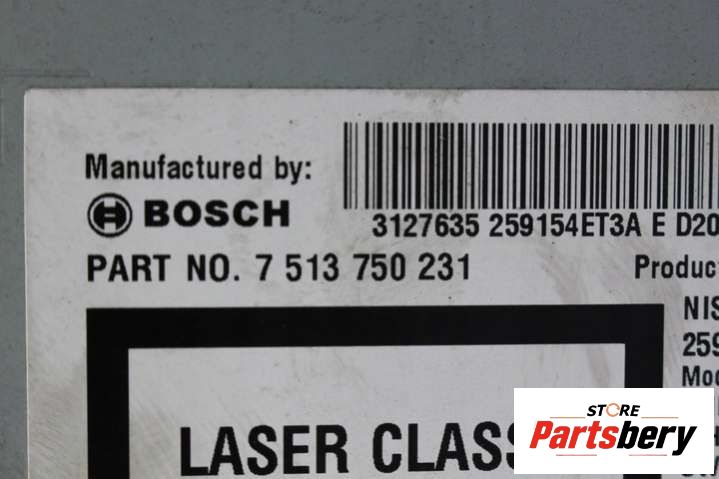 Manufactured by:
BOSCH
3127635 259154ET3A E D20
PART NO. 7 513 750 231
Produc
NIS
259
Mod
LASER CLASS
STORE
Partsbery